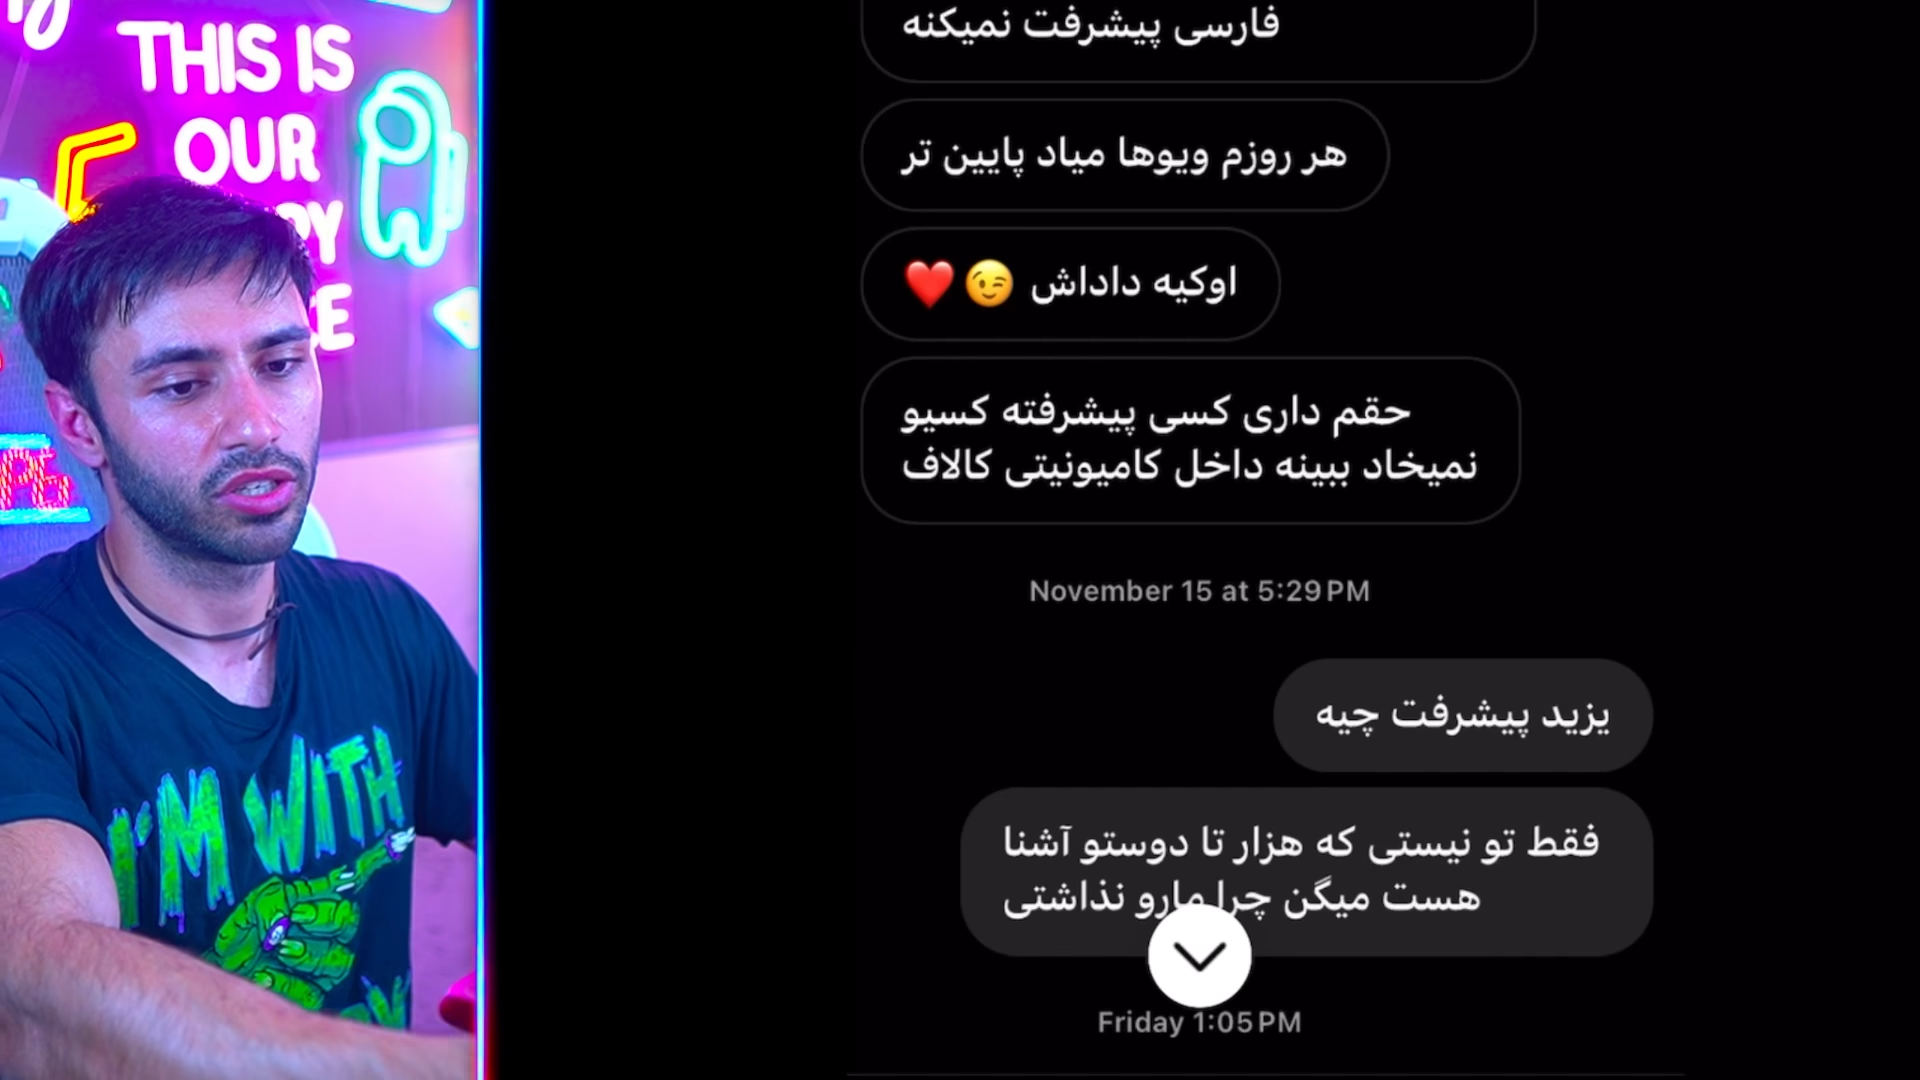 THIS IS
OUR
فارسی پیشرفت نمیکنه
هر روزم ویوها میاد پایین تر
اوکیه داداش 😉❤️
حقم داری کسی پیشرفته کسیو
نمیخاد ببینه داخل کامیونیتی کالاف
November 15 at 5:29 PM
یزید پیشرفت چیه
فقط تو نیستی که هزار تا دوستو آشنا
هست میگن چرا مارو نذاشتی
Friday 1:05 PM
I'M WITH